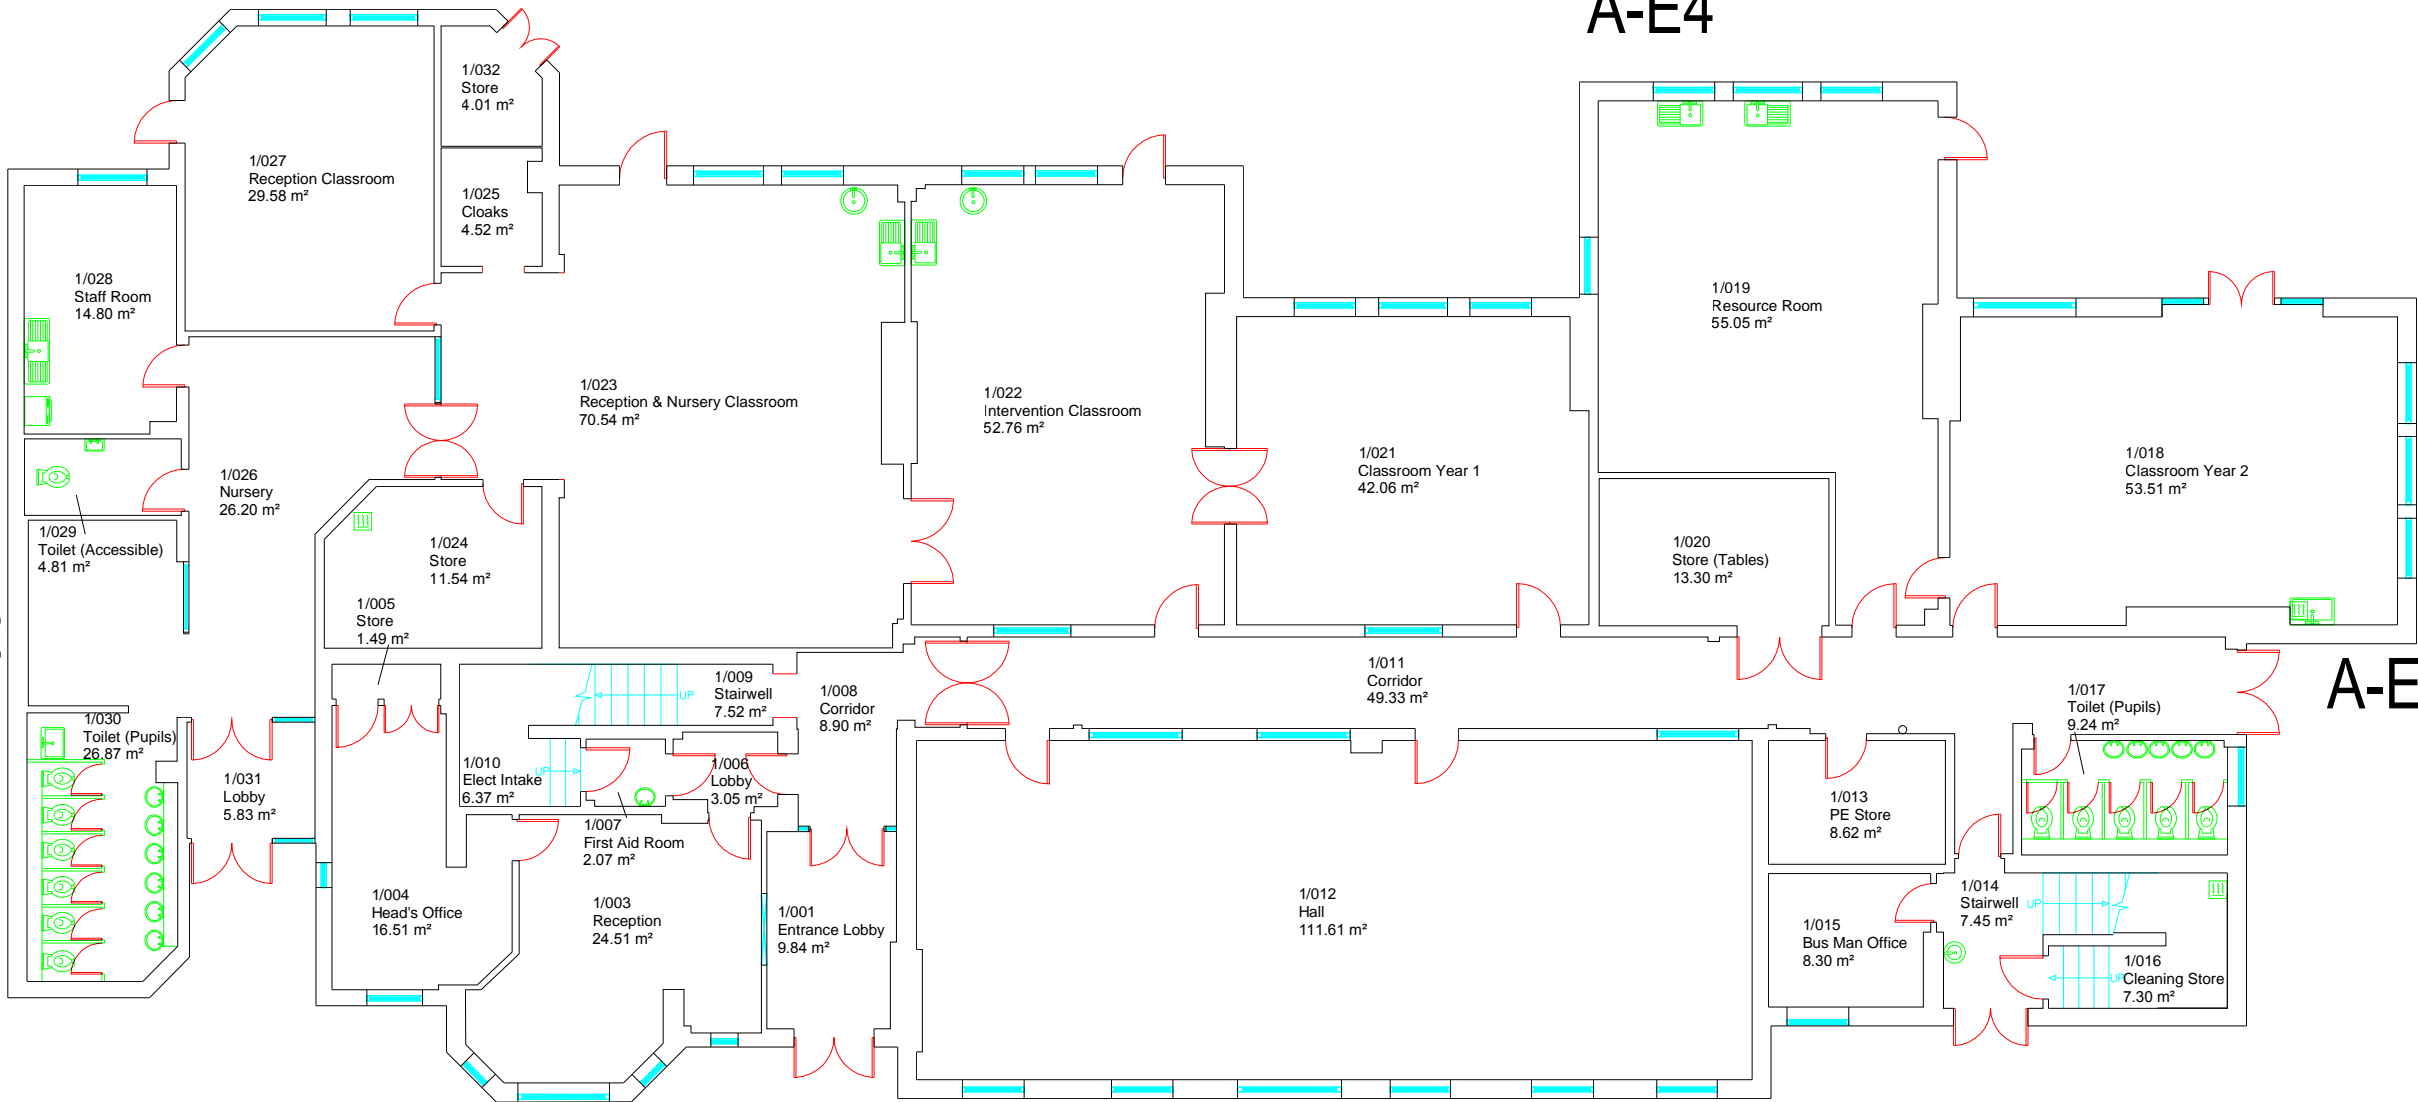 A-E4
1/032
Store
4.01 m²
1/027
Reception Classroom
29.58 m²
1/025
Cloaks
4.52 m²
1/028
Staff Room
14.80 m²
1/019
Resource Room
55.05 m²
1/023
Reception & Nursery Classroom
70.54 m²
1/022
Intervention Classroom
52.76 m²
1/021
Classroom Year 1
42.06 m²
1/018
Classroom Year 2
53.51 m²
1/026
Nursery
26.20 m²
1/029
Toilet (Accessible)
4.81 m²
1/024
Store
11.54 m²
1/020
Store (Tables)
13.30 m²
1/005
Store
1.49 m²
1/009
Stairwell
7.52 m²
UP
1/008
Corridor
8.90 m²
1/011
Corridor
49.33 m²
1/017
Toilet (Pupils)
9.24 m²
A-E
1/030
Toilet (Pupils)
26.87 m²
1/031
Lobby
5.83 m²
1/010
Elect Intake
6.37 m²
UP
1/006
Lobby
3.05 m²
1/007
First Aid Room
2.07 m²
1/013
PE Store
8.62 m²
1/004
Head's Office
16.51 m²
1/003
Reception
24.51 m²
1/001
Entrance Lobby
9.84 m²
1/012
Hall
111.61 m²
1/015
Bus Man Office
8.30 m²
1/014
Stairwell
7.45 m²
UP
1/016
UP
Cleaning Store
7.30 m²